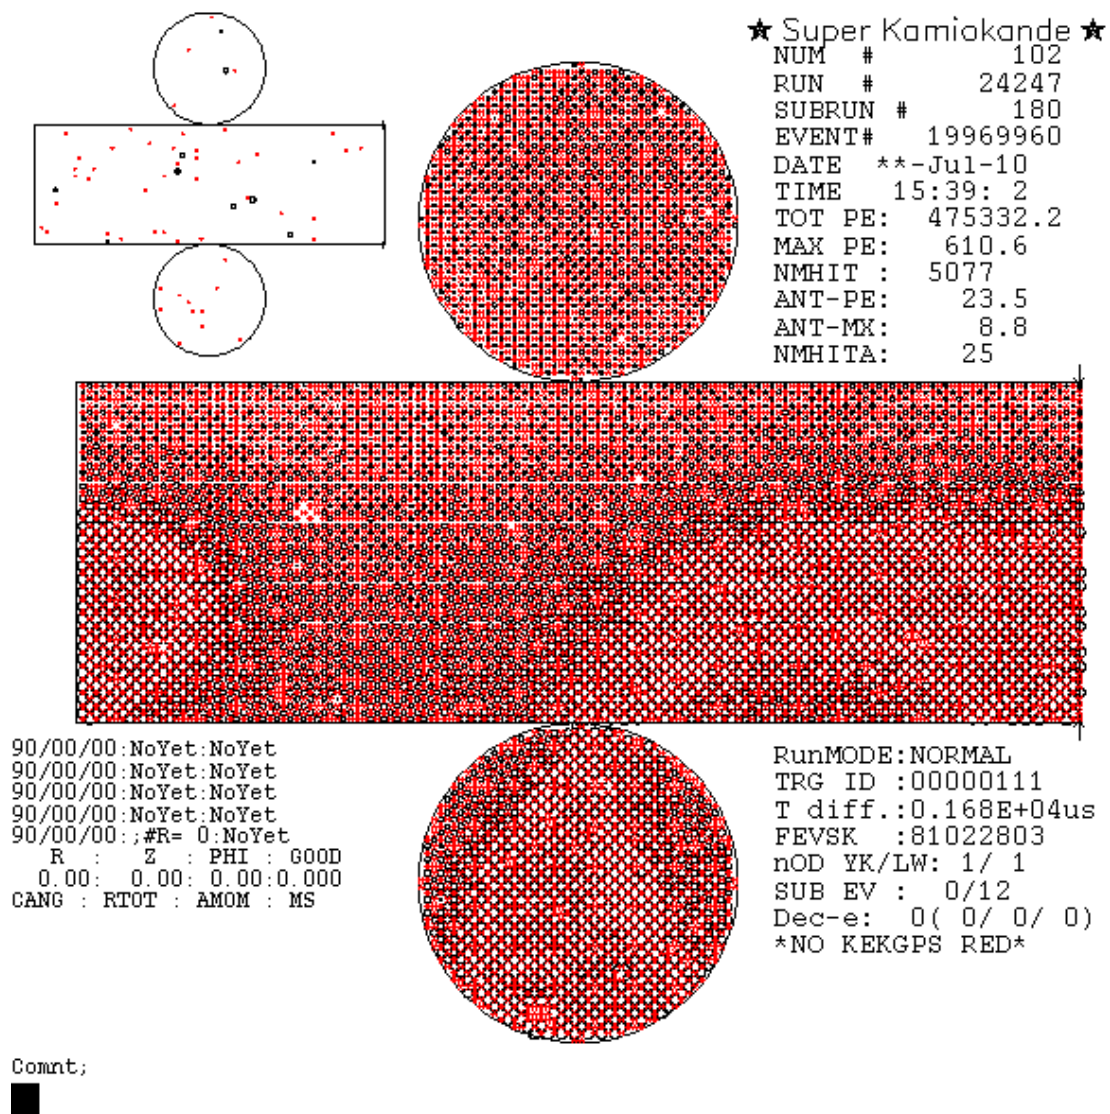 ★ Super Kamiokande ★
NUM # 102
RUN # 24247
SUBRUN # 180
EVENT# 19969960
DATE **-Jul-10
TIME 15:39: 2
TOT PE: 475332.2
MAX PE: 610.6
NMHIT : 5077
ANT-PE: 23.5
ANT-MX: 8.8
NMHITA: 25
90/00/00:NoYet:NoYet
90/00/00:NoYet:NoYet
90/00/00:NoYet:NoYet
90/00/00:NoYet:NoYet
90/00/00:;#R= 0:NoYet
R : Z : PHI : GOOD
0.00: 0.00: 0.00:0.000
CANG : RTOT : AMOM : MS
RunMODE:NORMAL
TRG ID :00000111
T diff.:0.168E+04us
FEVSK :81022803
nOD YK/LW: 1/ 1
SUB EV : 0/12
Dec-e: 0( 0/ 0/ 0)
*NO KEKGPS RED*
Comnt;